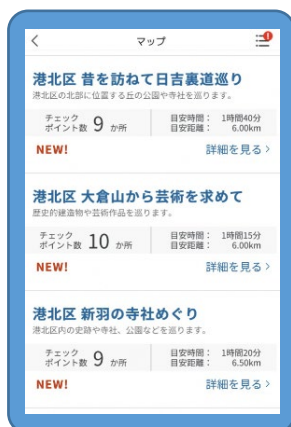 マップ
1
港北区 昔を訪ねて日吉裏道巡り
港北区の北部に位置する丘の公園や寺社を巡ります。
チェックポイント数 9 か所 目安時間： 1時間40分
目安距離： 6.00km
NEW! 詳細を見る
港北区 大倉山から芸術を求めて
歴史的建造物や芸術作品を巡ります。
チェックポイント数 10 か所 目安時間： 1時間15分
目安距離： 6.00km
NEW! 詳細を見る
港北区 新羽の寺社めぐり
港北区内の史跡や寺社、公園などを巡ります。
チェックポイント数 9 か所 目安時間： 1時間20分
目安距離： 6.50km
NEW! 詳細を見る